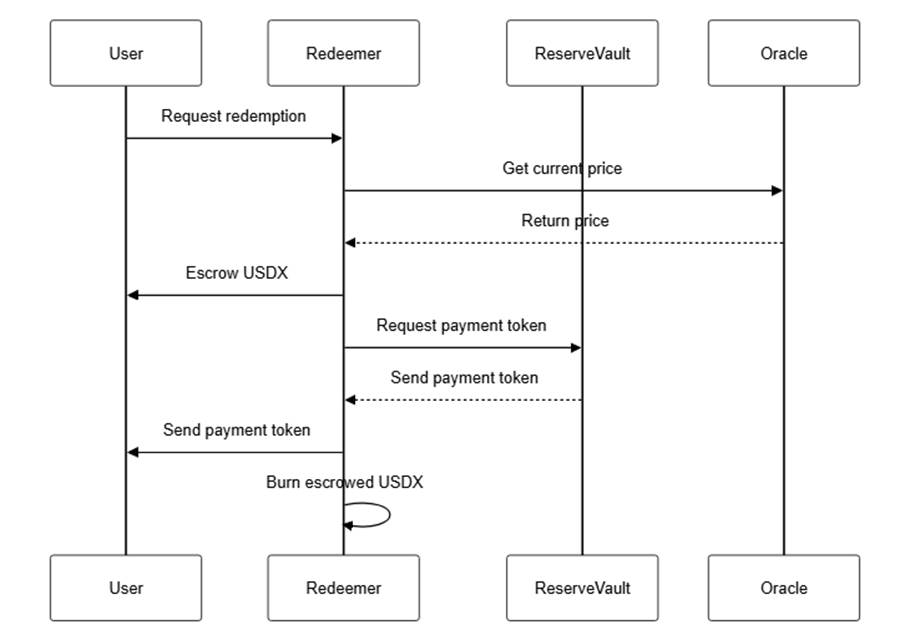 User
Redeemer
ReserveVault
Oracle
Request redemption
Get current price
Return price
Escrow USDX
Request payment token
Send payment token
Send payment token
Burn escrowed USDX
User
Redeemer
ReserveVault
Oracle